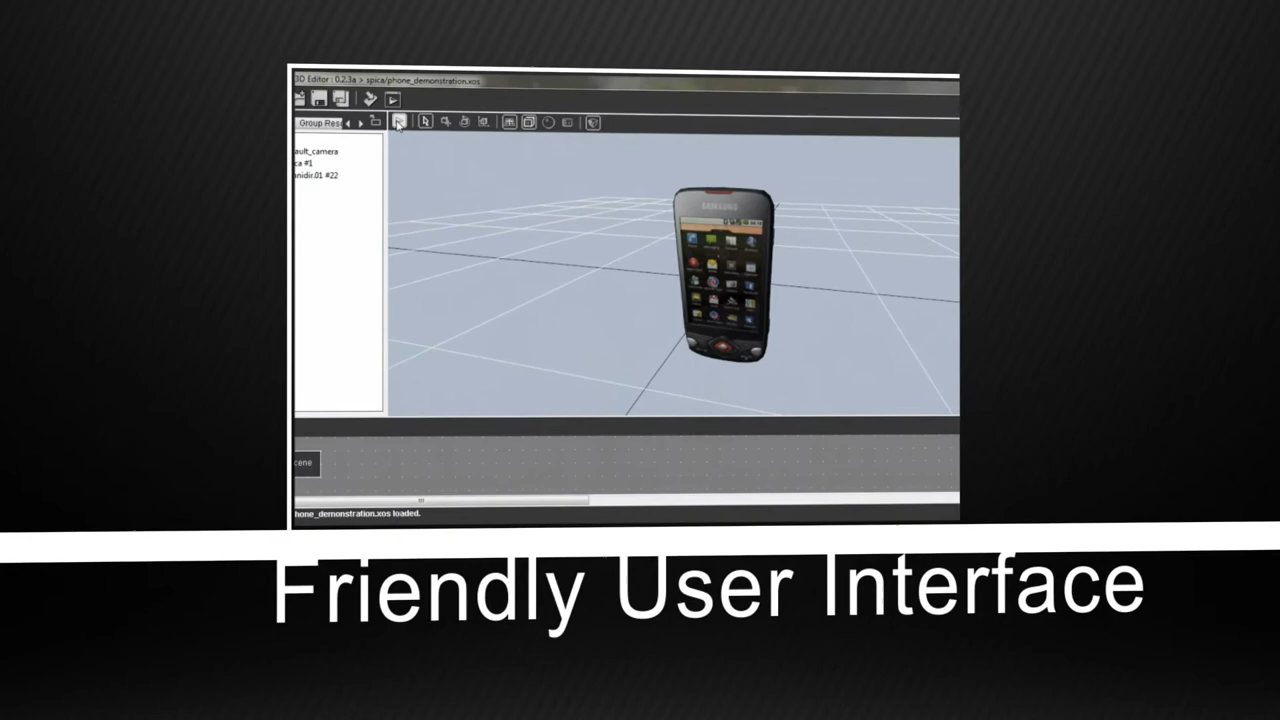 3D Editor : 0.2.3a > spica/phone_demonstration.xos
Group Res
ault_camera
ca #1
anidir.01 #22
SAMSUNG
cene
hone_demonstration.xos loaded.
Friendly User Interface